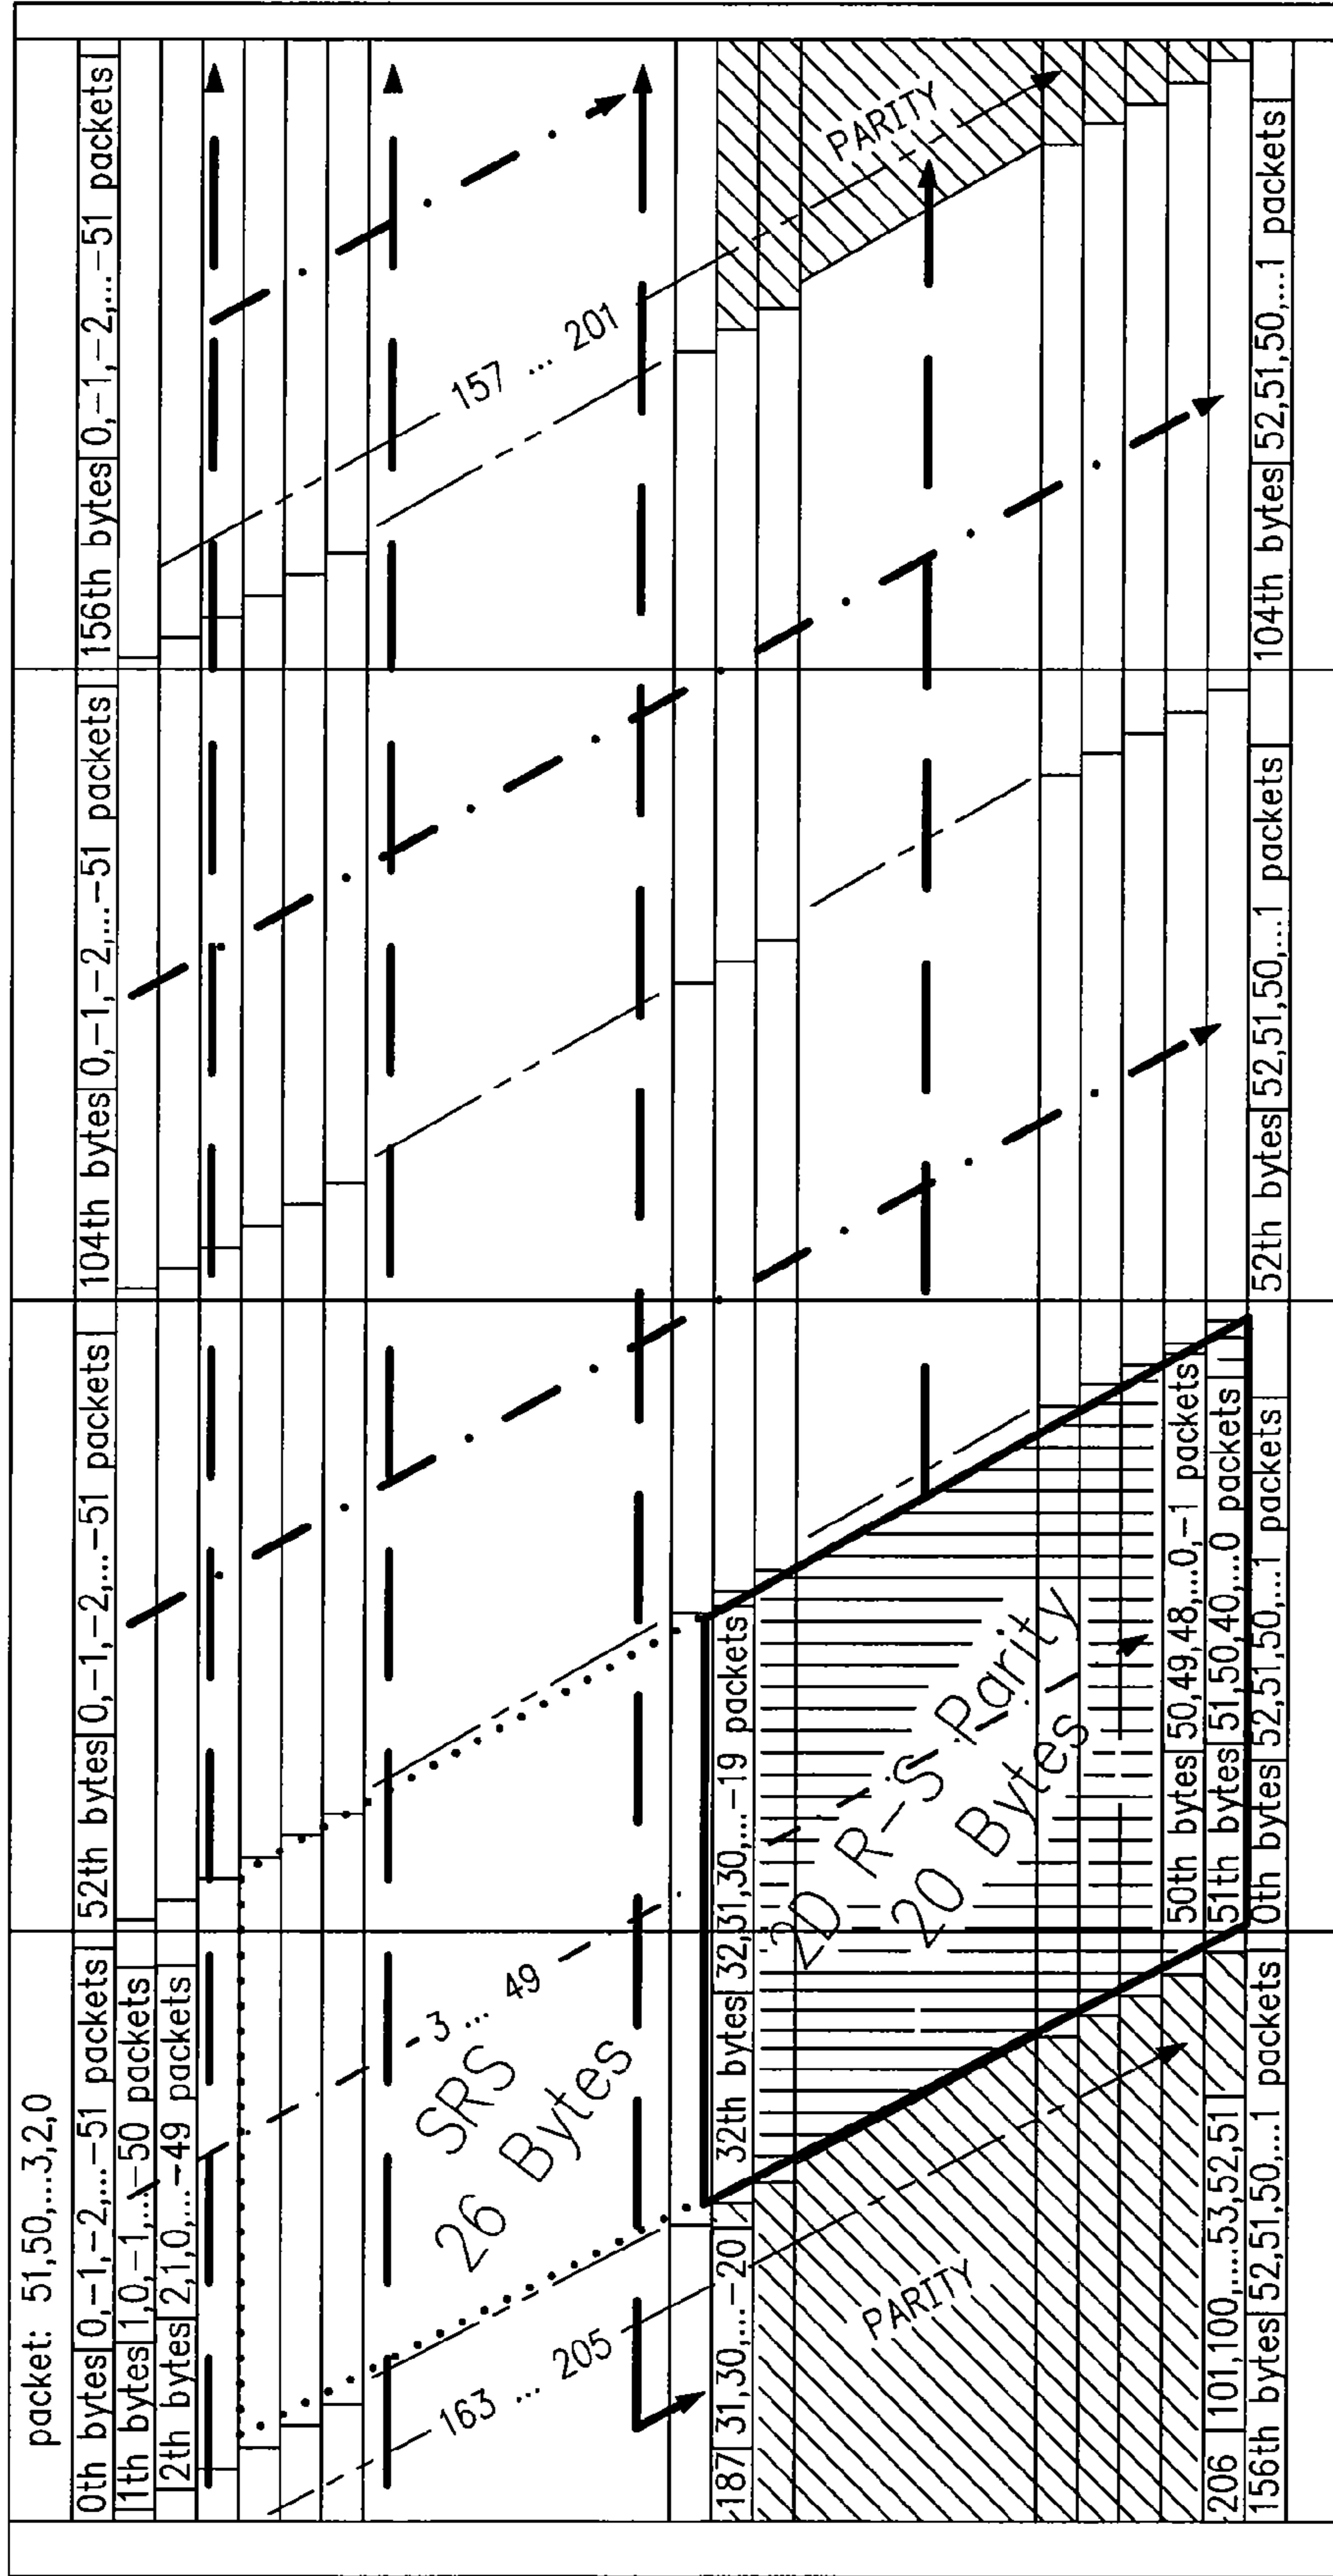 packet: 51,50,...3,2,0
0th bytes 0,-1,-2,...-51 packets 52th bytes 0,-1,-2,...-51 packets 104th bytes 0,-1,-2,...-51 packets 156th bytes 0,-1,-2,...-51 packets
1th bytes 1,0,-1,...-50 packets
2th bytes 2,1,0,...-49 packets
3... 49
157 ... 201
SRS
26 Bytes
163 ... 205
187 31,30,...-20 32th bytes 32,31,30,...-19 packets
PARITY
PARITY
2D R-S Parity
20 Bytes
50th bytes 50,49,48,...0,-1 packets
206 101,100,...53,52,51 51th bytes 51,50,40,...0 packets
156th bytes 52,51,50,...1 packets 0th bytes 52,51,50,...1 packets 52th bytes 52,51,50,...1 packets 104th bytes 52,51,50,...1 packets